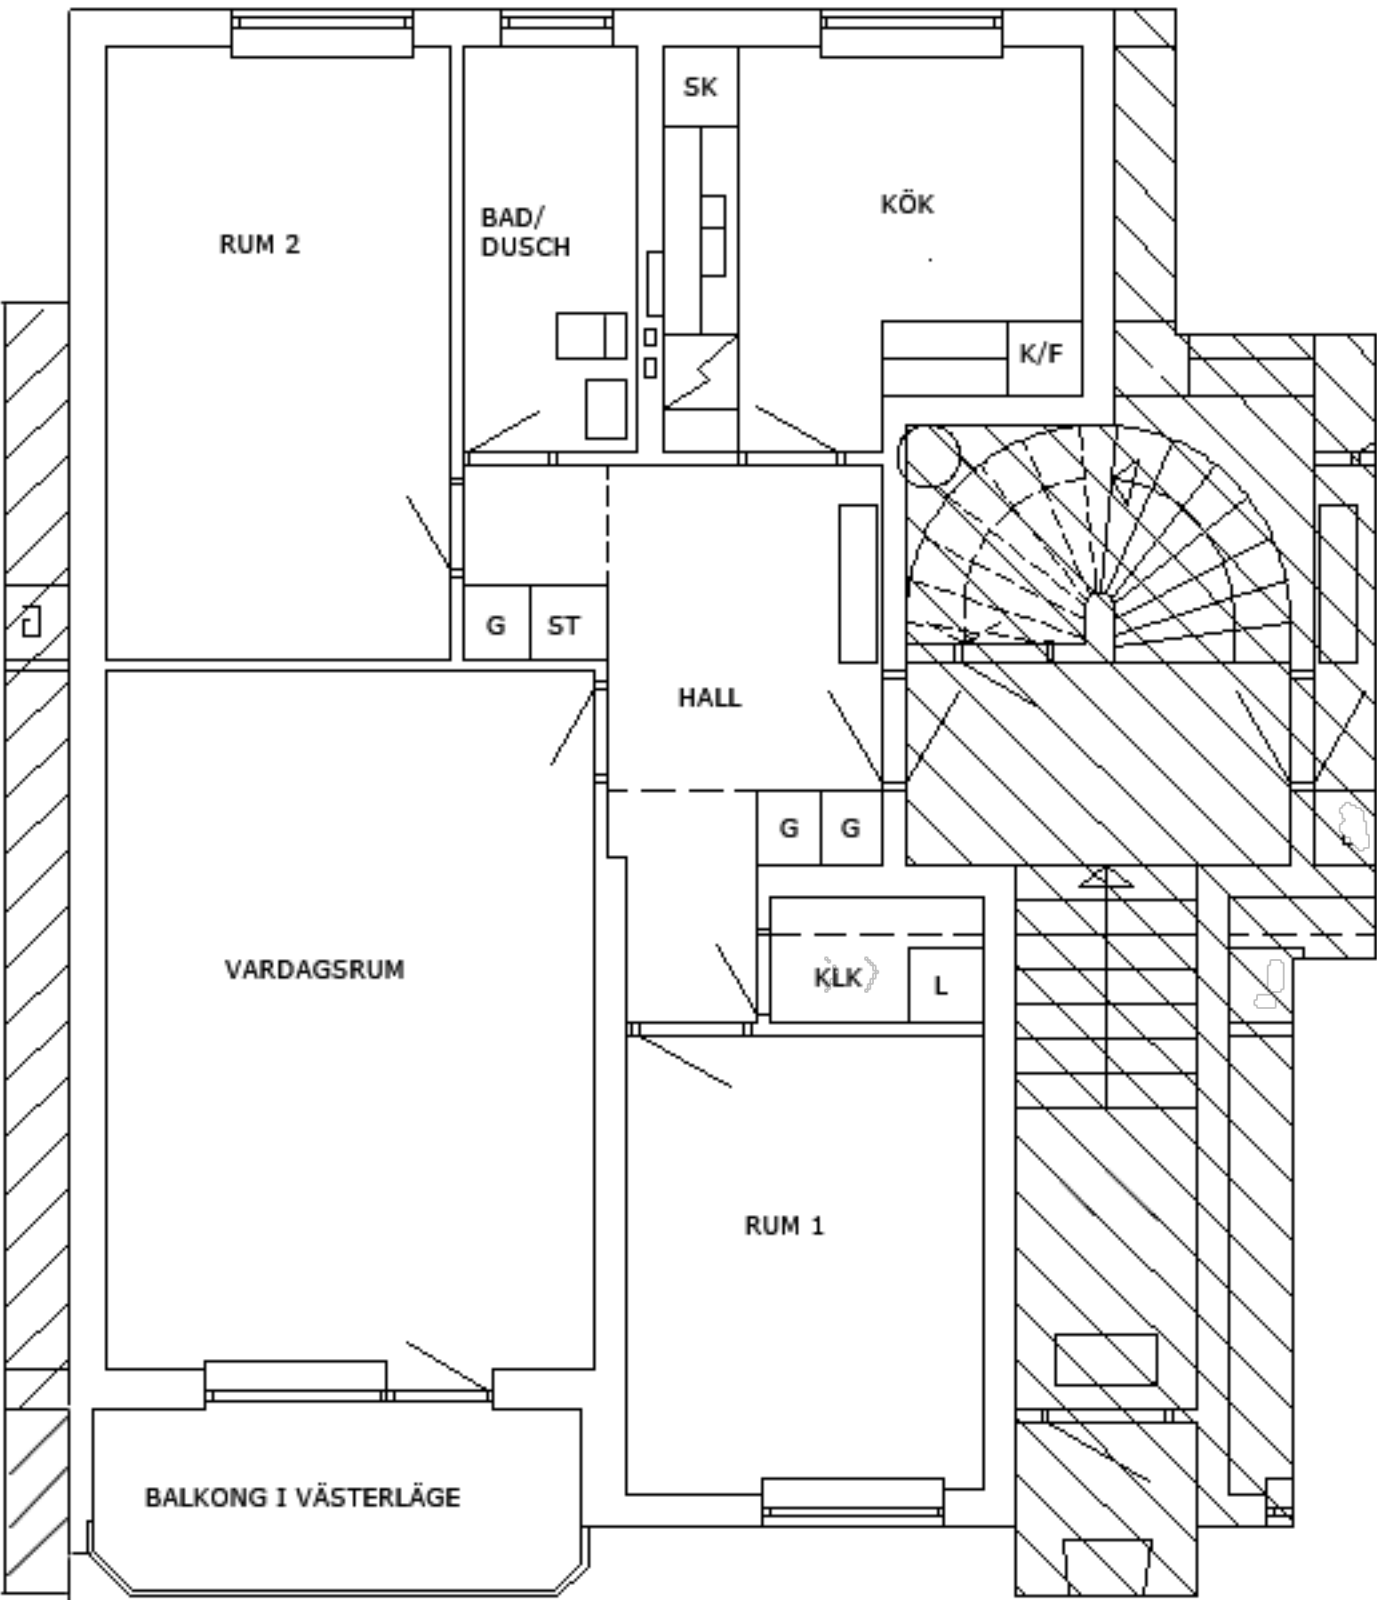 SK
KÖK
BAD/
DUSCH
RUM 2
K/F
G
ST
HALL
G
G
VARDAGSRUM
KLK
L
RUM 1
BALKONG I VÄSTERLÄGE